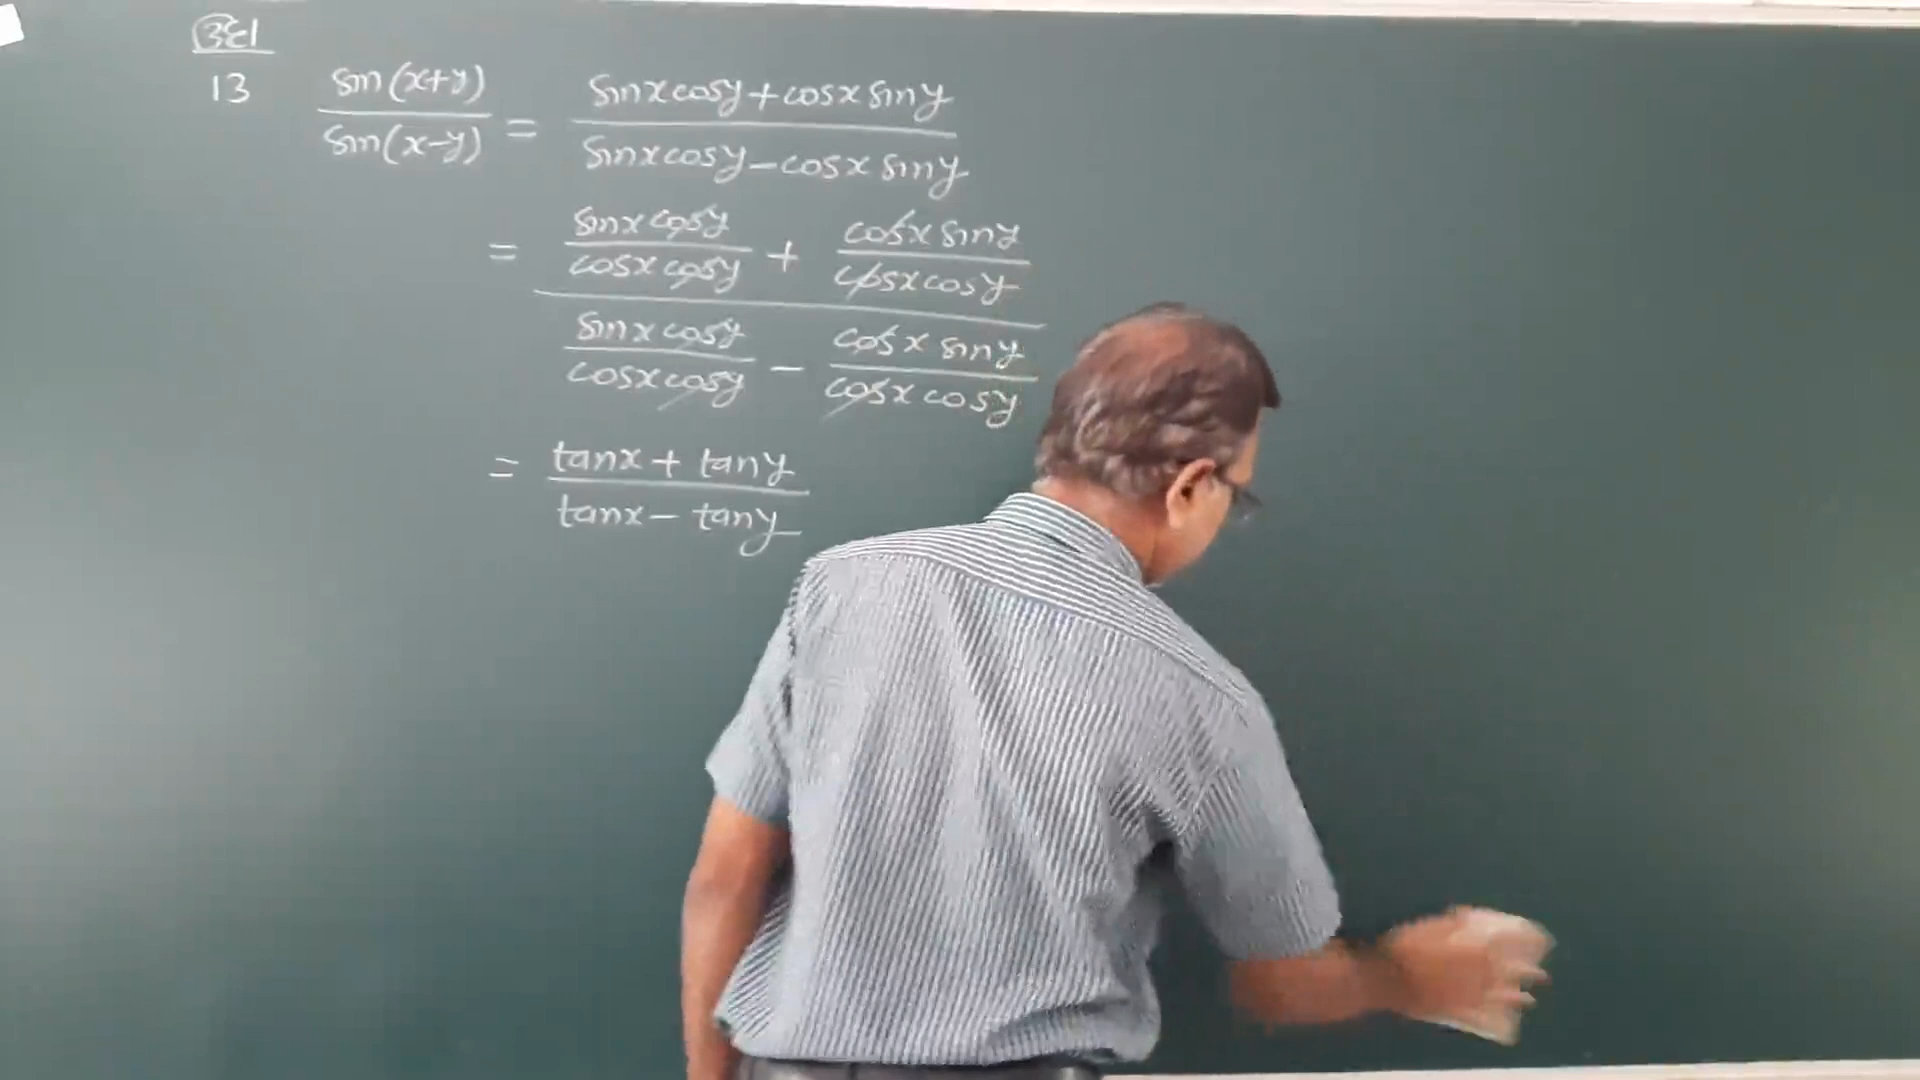 उदा
13 sin(x+y) / sin(x-y) = (sinx cosy + cosx siny) / (sinx cosy - cosx siny)
= ((sinx cosy / cosx cosy) + (cosx siny / cosx cosy)) / ((sinx cosy / cosx cosy) - (cosx siny / cosx cosy))
= (tanx + tany) / (tanx - tany)